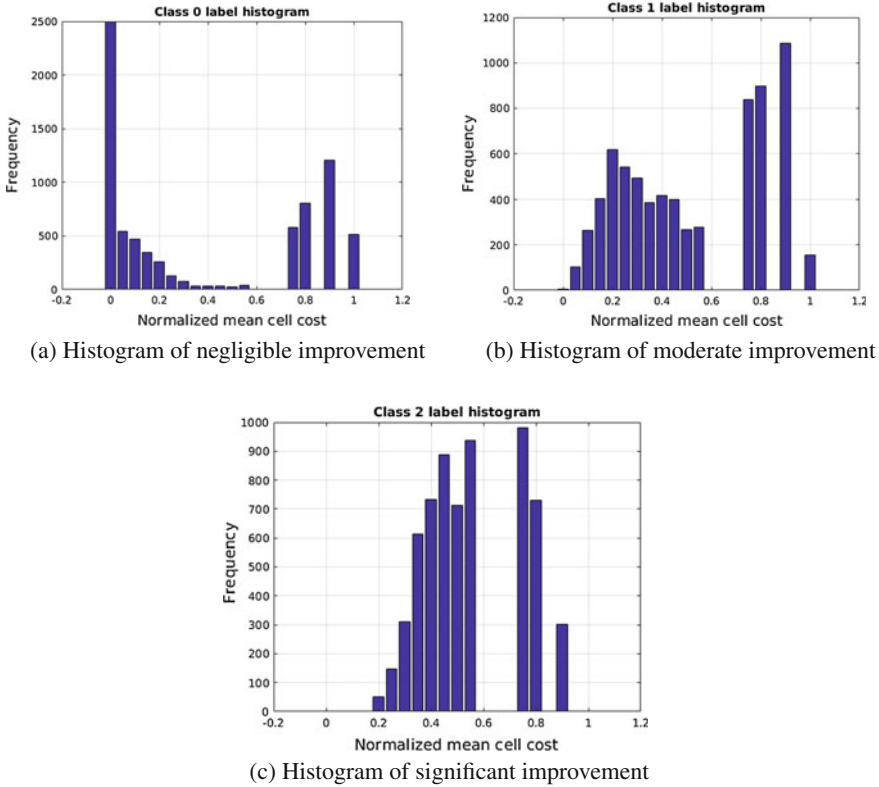 Class 0 label histogram
2500
2000
1500
1000
500
0
Frequency
-0.2 0 0.2 0.4 0.6 0.8 1 1.2
Normalized mean cell cost
(a) Histogram of negligible improvement
Class 1 label histogram
1200
1000
800
600
400
200
0
Frequency
-0.2 0 0.2 0.4 0.6 0.8 1 1.2
Normalized mean cell cost
(b) Histogram of moderate improvement
Class 2 label histogram
1000
900
800
700
600
500
400
300
200
100
0
Frequency
-0.2 0 0.2 0.4 0.6 0.8 1 1.2
Normalized mean cell cost
(c) Histogram of significant improvement